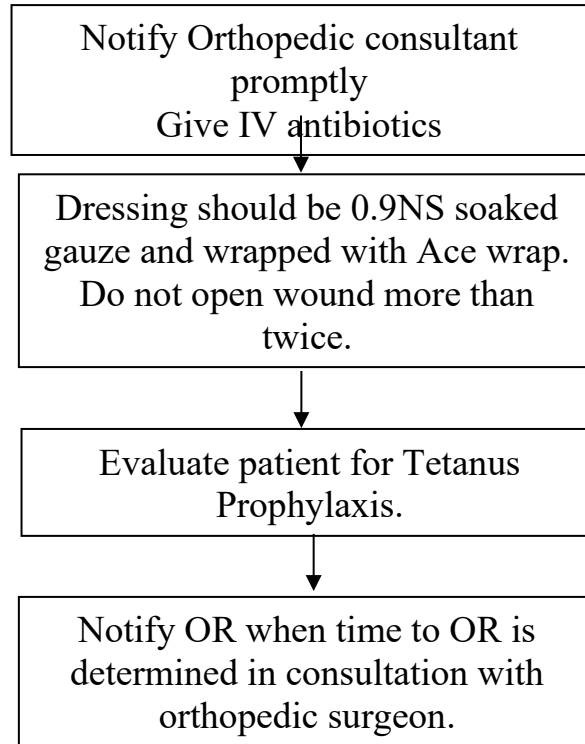 Notify Orthopedic consultant
promptly
Give IV antibiotics
Dressing should be 0.9NS soaked
gauze and wrapped with Ace wrap.
Do not open wound more than
twice.
Evaluate patient for Tetanus
Prophylaxis.
Notify OR when time to OR is
determined in consultation with
orthopedic surgeon.